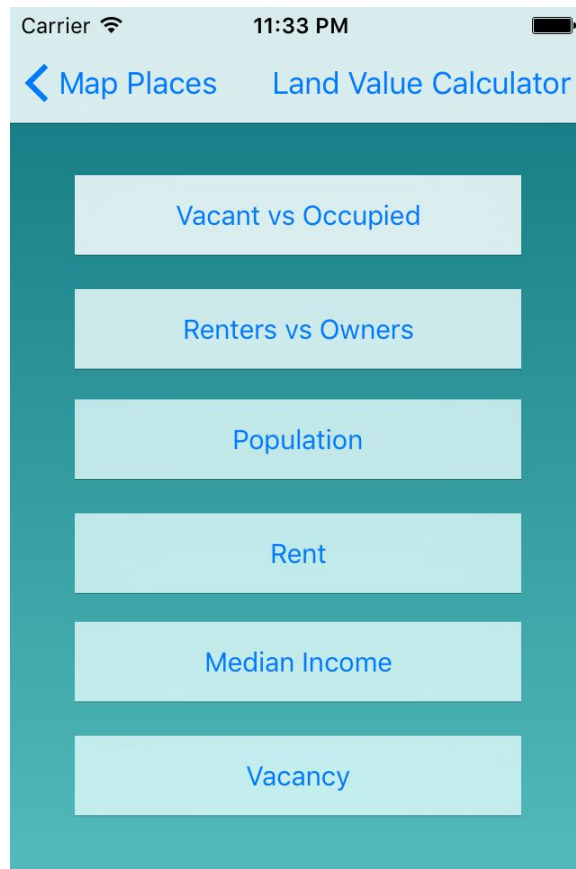 Carrier 11:33 PM
Map Places Land Value Calculator
Vacant vs Occupied
Renters vs Owners
Population
Rent
Median Income
Vacancy